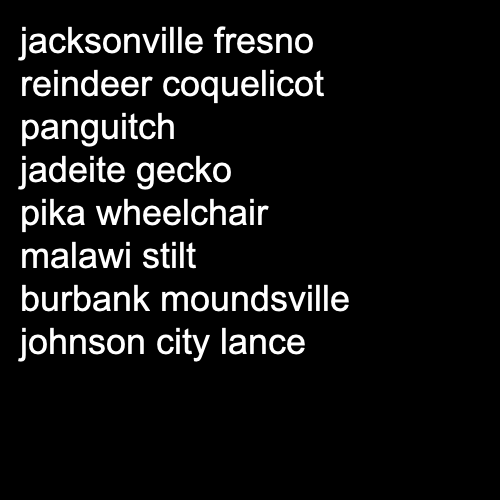 jacksonville fresno
reindeer coquelicot
panguitch
jadeite gecko
pika wheelchair
malawi stilt
burbank moundsville
johnson city lance